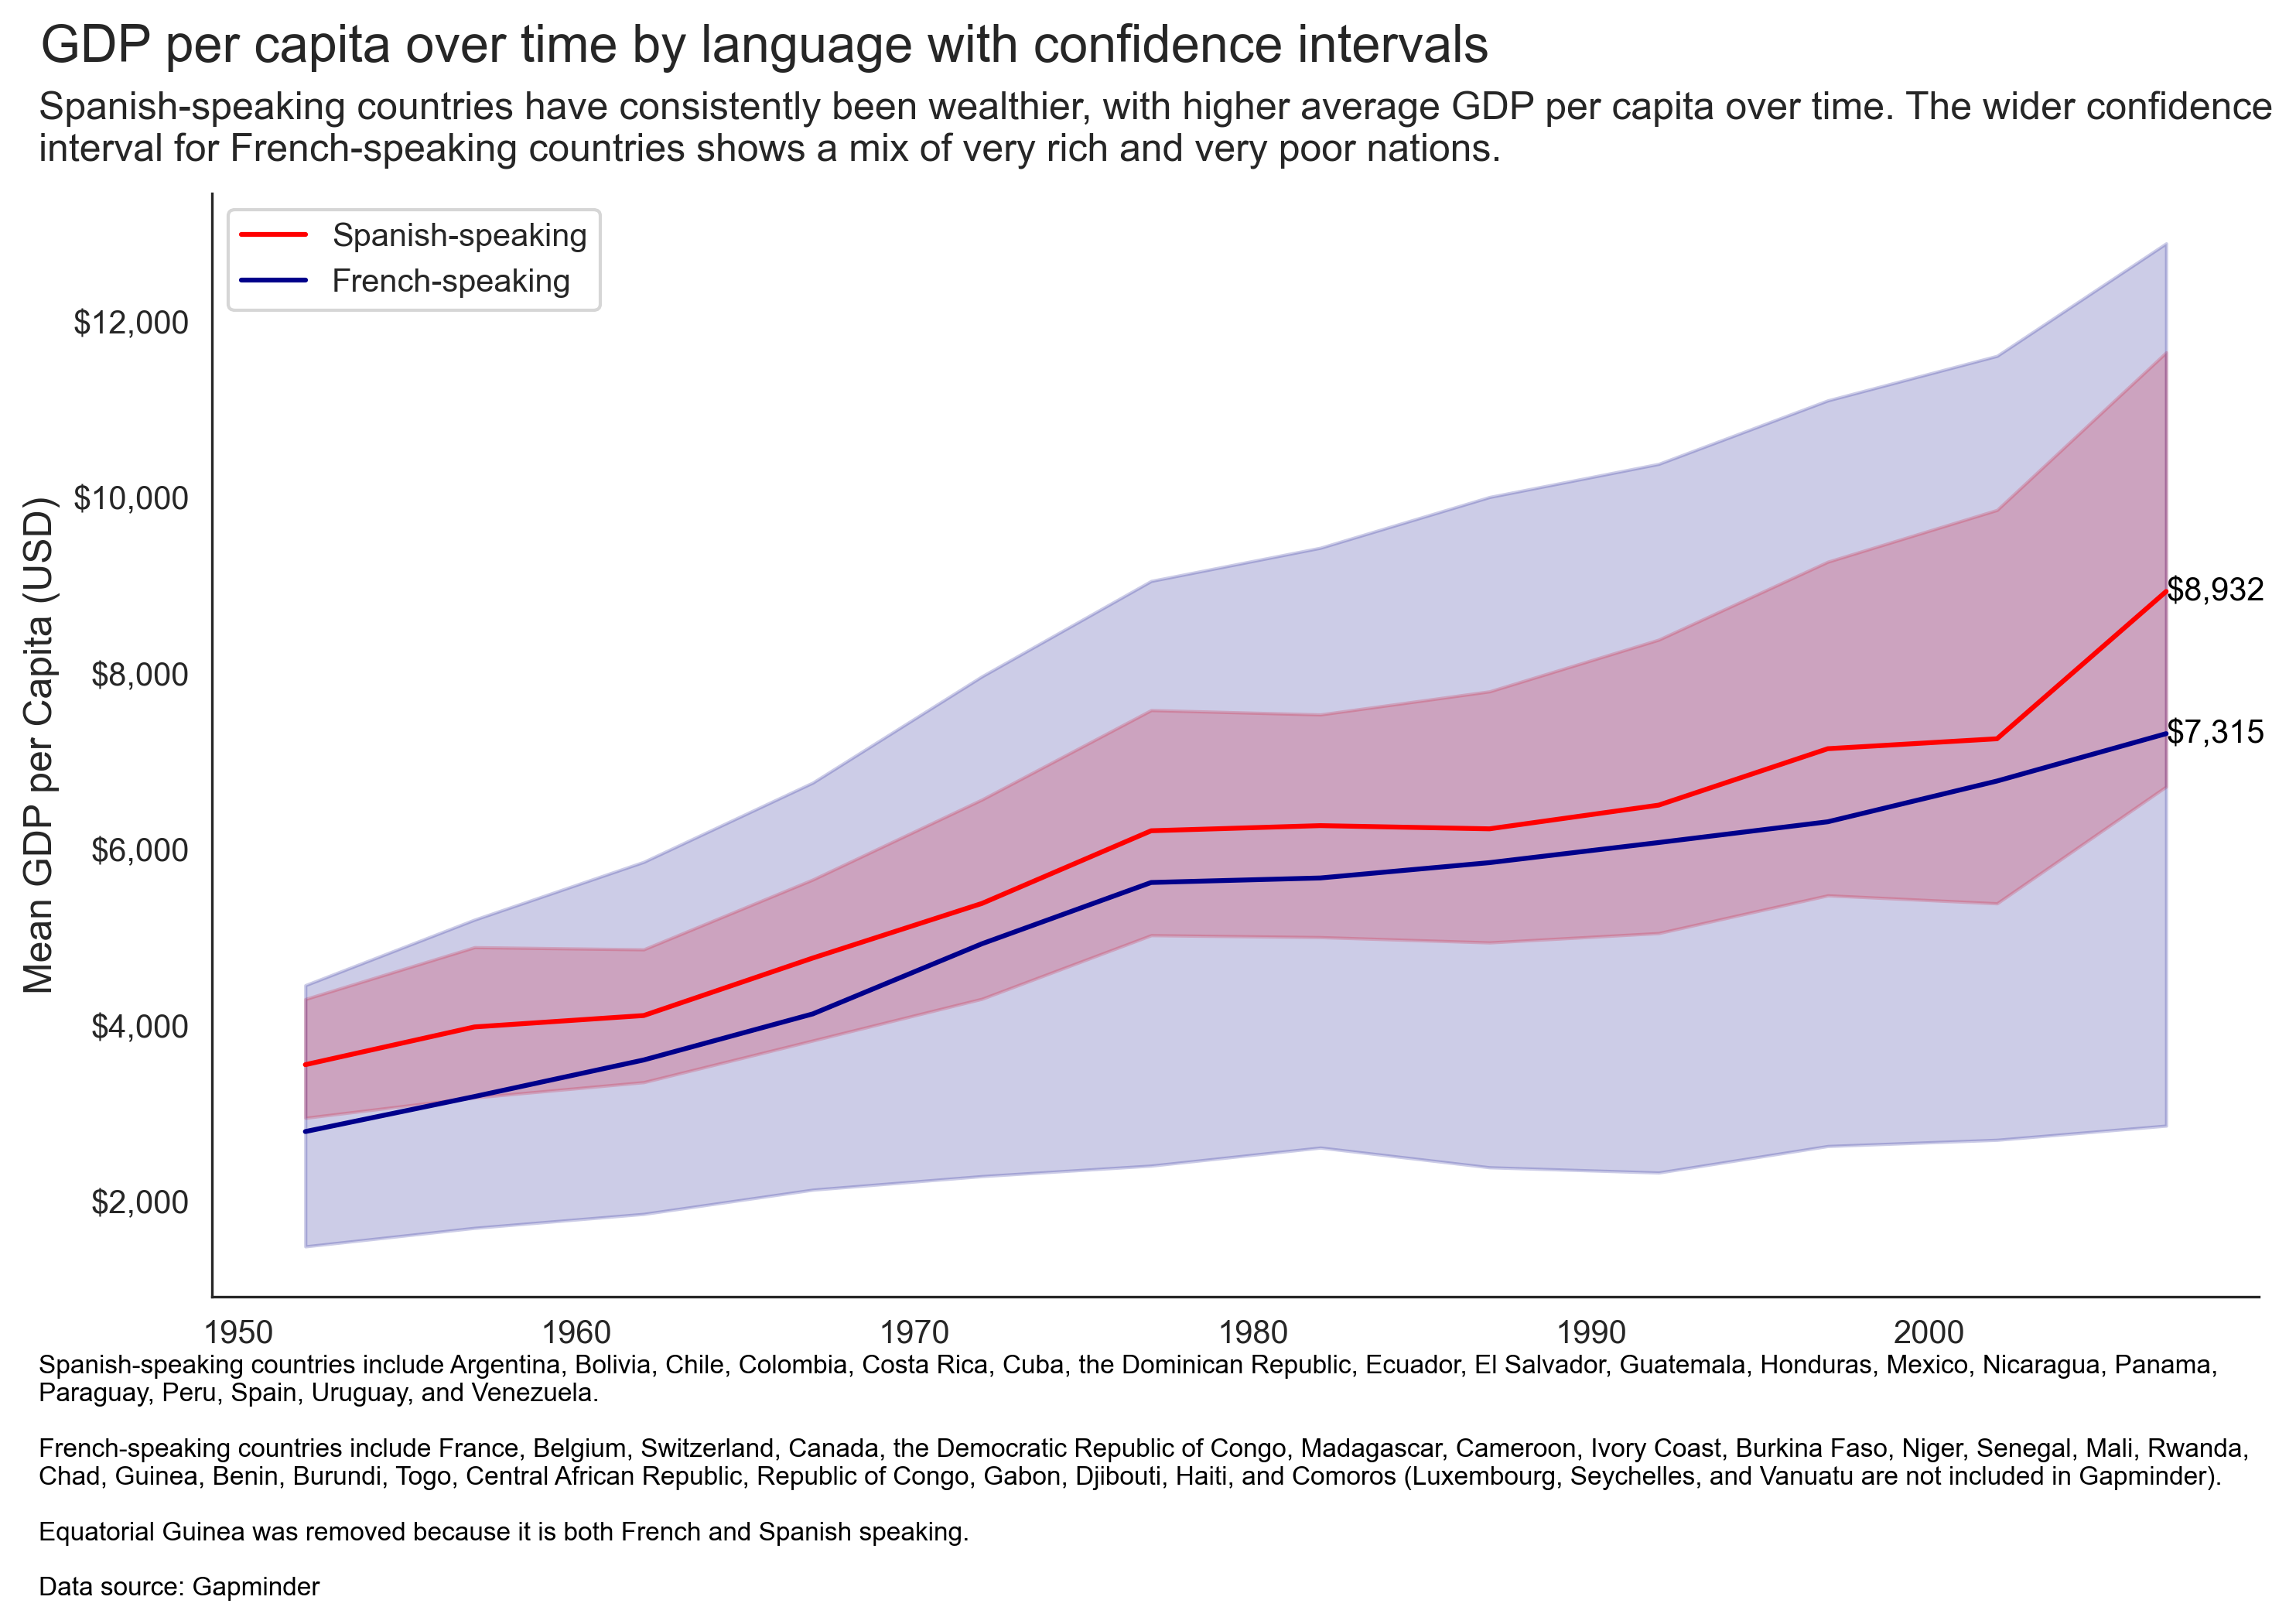 GDP per capita over time by language with confidence intervals
Spanish-speaking countries have consistently been wealthier, with higher average GDP per capita over time. The wider confidence
interval for French-speaking countries shows a mix of very rich and very poor nations.
Spanish-speaking
French-speaking
$12,000
$10,000
$8,000
$6,000
$4,000
$2,000
Mean GDP per Capita (USD)
$8,932
$7,315
1950 1960 1970 1980 1990 2000
Spanish-speaking countries include Argentina, Bolivia, Chile, Colombia, Costa Rica, Cuba, the Dominican Republic, Ecuador, El Salvador, Guatemala, Honduras, Mexico, Nicaragua, Panama,
Paraguay, Peru, Spain, Uruguay, and Venezuela.
French-speaking countries include France, Belgium, Switzerland, Canada, the Democratic Republic of Congo, Madagascar, Cameroon, Ivory Coast, Burkina Faso, Niger, Senegal, Mali, Rwanda,
Chad, Guinea, Benin, Burundi, Togo, Central African Republic, Republic of Congo, Gabon, Djibouti, Haiti, and Comoros (Luxembourg, Seychelles, and Vanuatu are not included in Gapminder).
Equatorial Guinea was removed because it is both French and Spanish speaking.
Data source: Gapminder